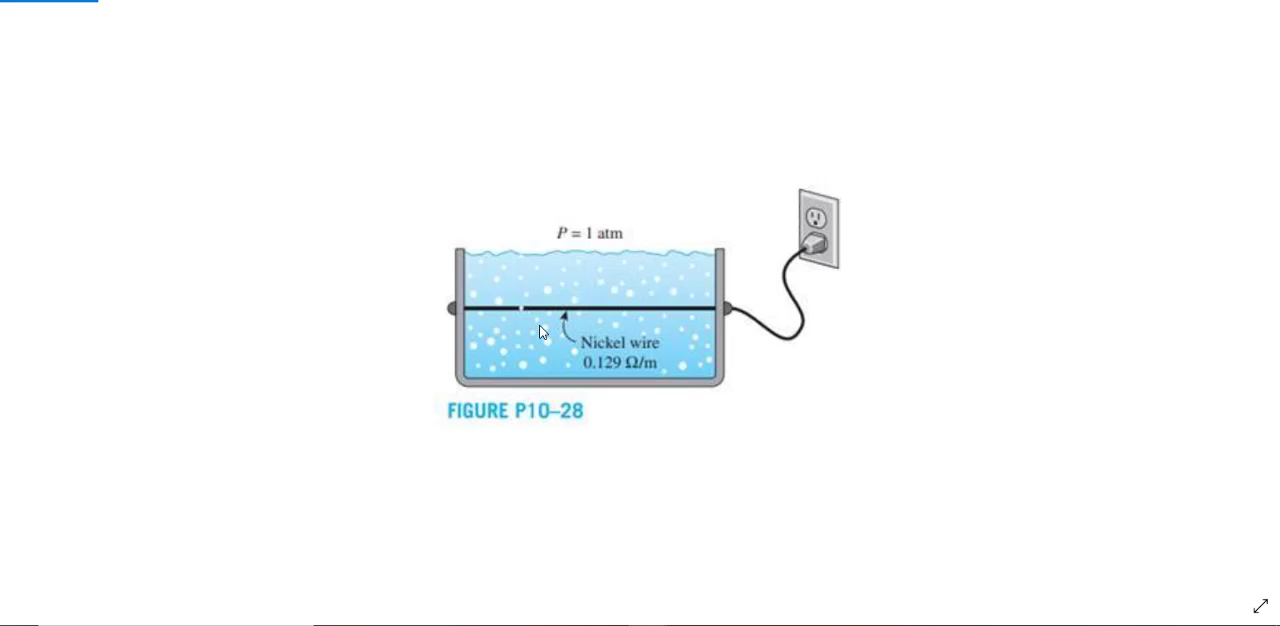 P = 1 atm
Nickel wire
0.129 Ω/m
FIGURE P10–28